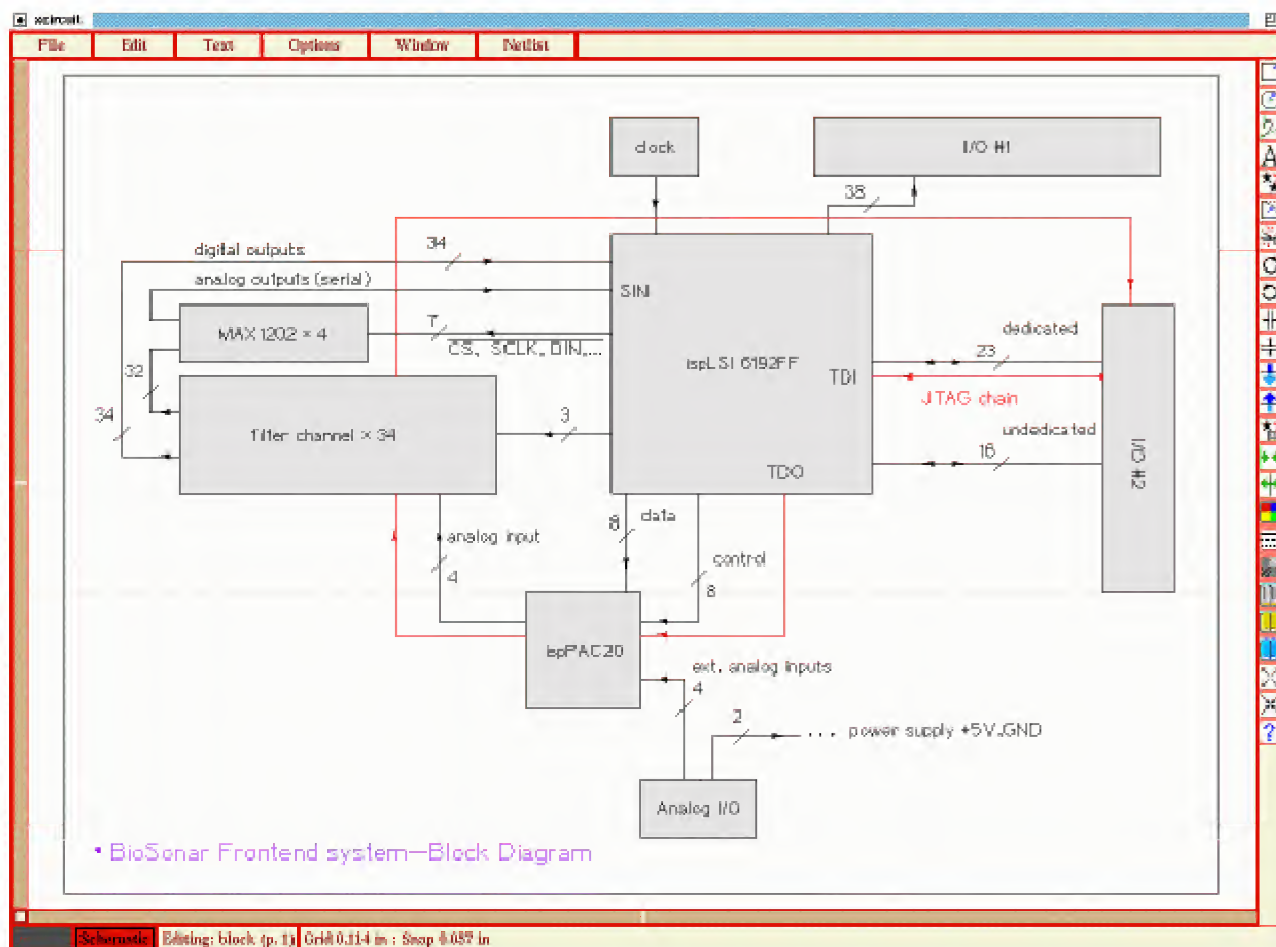 xcircuit
File Edit Text Options Window Netlist
clock
I/O #1
38
digital outputs
34
analog outputs (serial)
SINI
MAX 1202 × 4
7
CS, SCLK, DIN,...
ispLSI 6192FF
dedicated
23
TDI
JTAG chain
32
34
filter channel × 34
3
undedicated
16
I/O #2
TDO
analog input
4
8
data
control
8
ispPAC20
ext. analog inputs
4
2
... power supply +5V,GND
Analog I/O
BioSonar Frontend system—Block Diagram
Schematic Editing: block (p. 1) Grid 0.114 in : Snap 0.057 in